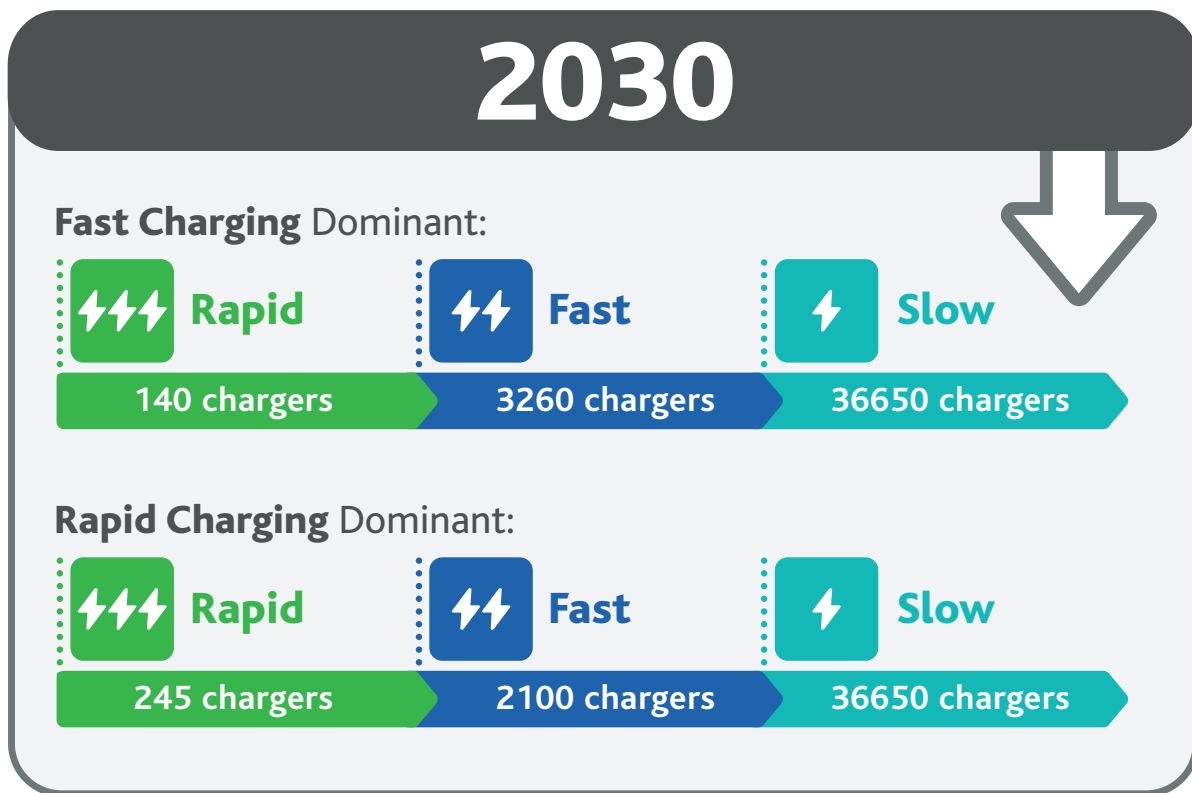 2030
Fast Charging Dominant:
Rapid Fast Slow
140 chargers 3260 chargers 36650 chargers
Rapid Charging Dominant:
Rapid Fast Slow
245 chargers 2100 chargers 36650 chargers